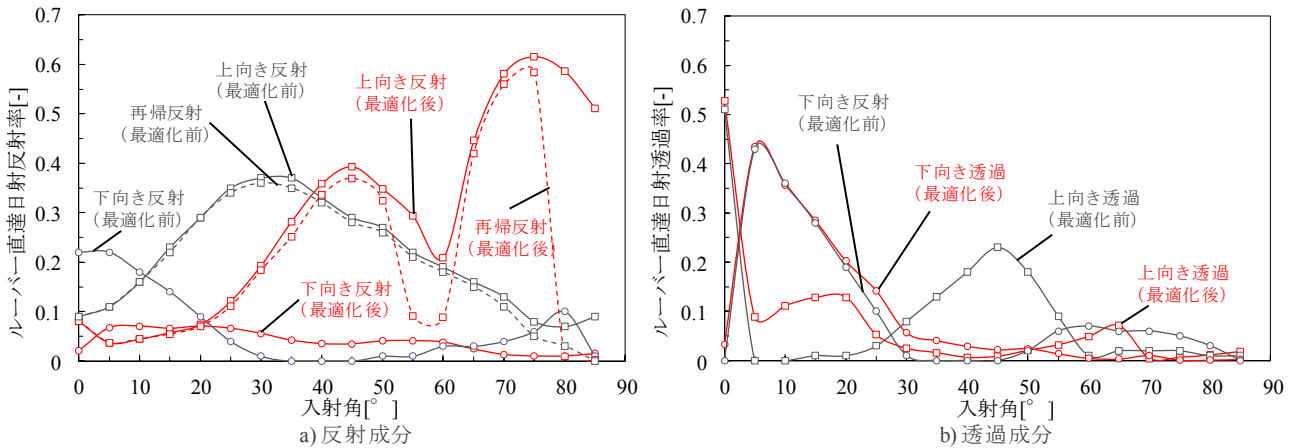 ルーバー直達日射反射率[-]
0.7
0.6
0.5
0.4
0.3
0.2
0.1
0
0
10
20
30
40
50
60
70
80
90
入射角[°]
上向き反射
(最適化前)
再帰反射
(最適化前)
下向き反射
(最適化前)
上向き反射
(最適化後)
再帰反射
(最適化後)
下向き反射
(最適化後)
a) 反射成分
ルーバー直達日射透過率[-]
0.7
0.6
0.5
0.4
0.3
0.2
0.1
0
0
10
20
30
40
50
60
70
80
90
入射角[°]
下向き反射
(最適化前)
下向き透過
(最適化後)
上向き透過
(最適化前)
上向き透過
(最適化後)
b) 透過成分